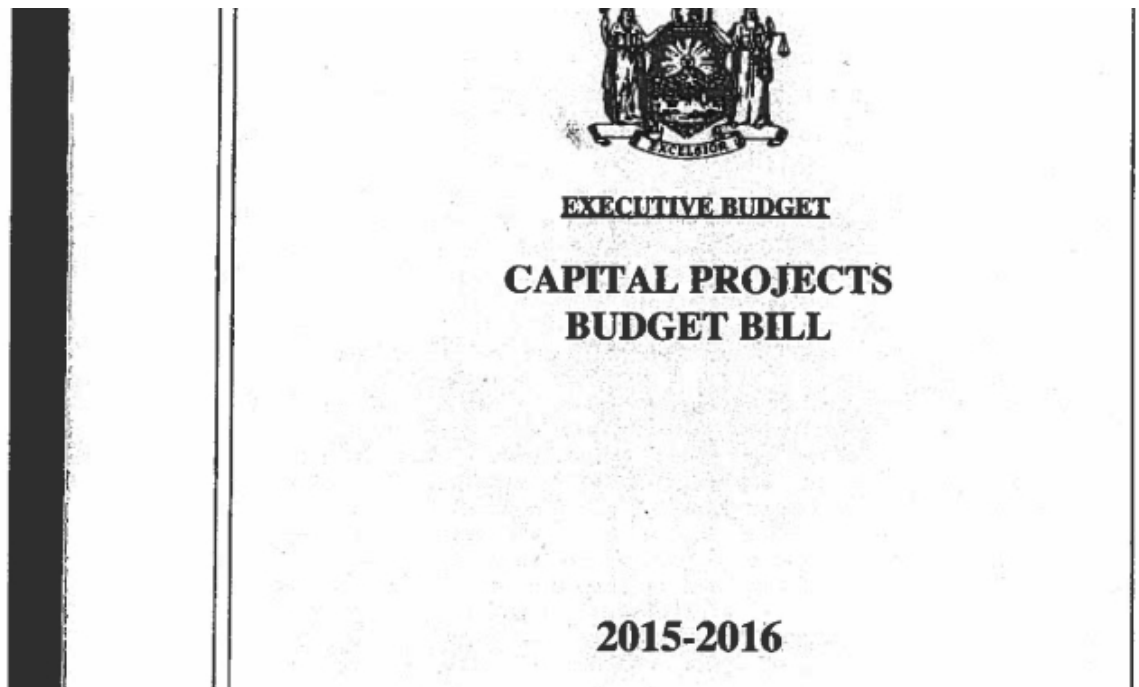 EXCELSIOR
EXECUTIVE BUDGET
CAPITAL PROJECTS
BUDGET BILL
2015-2016